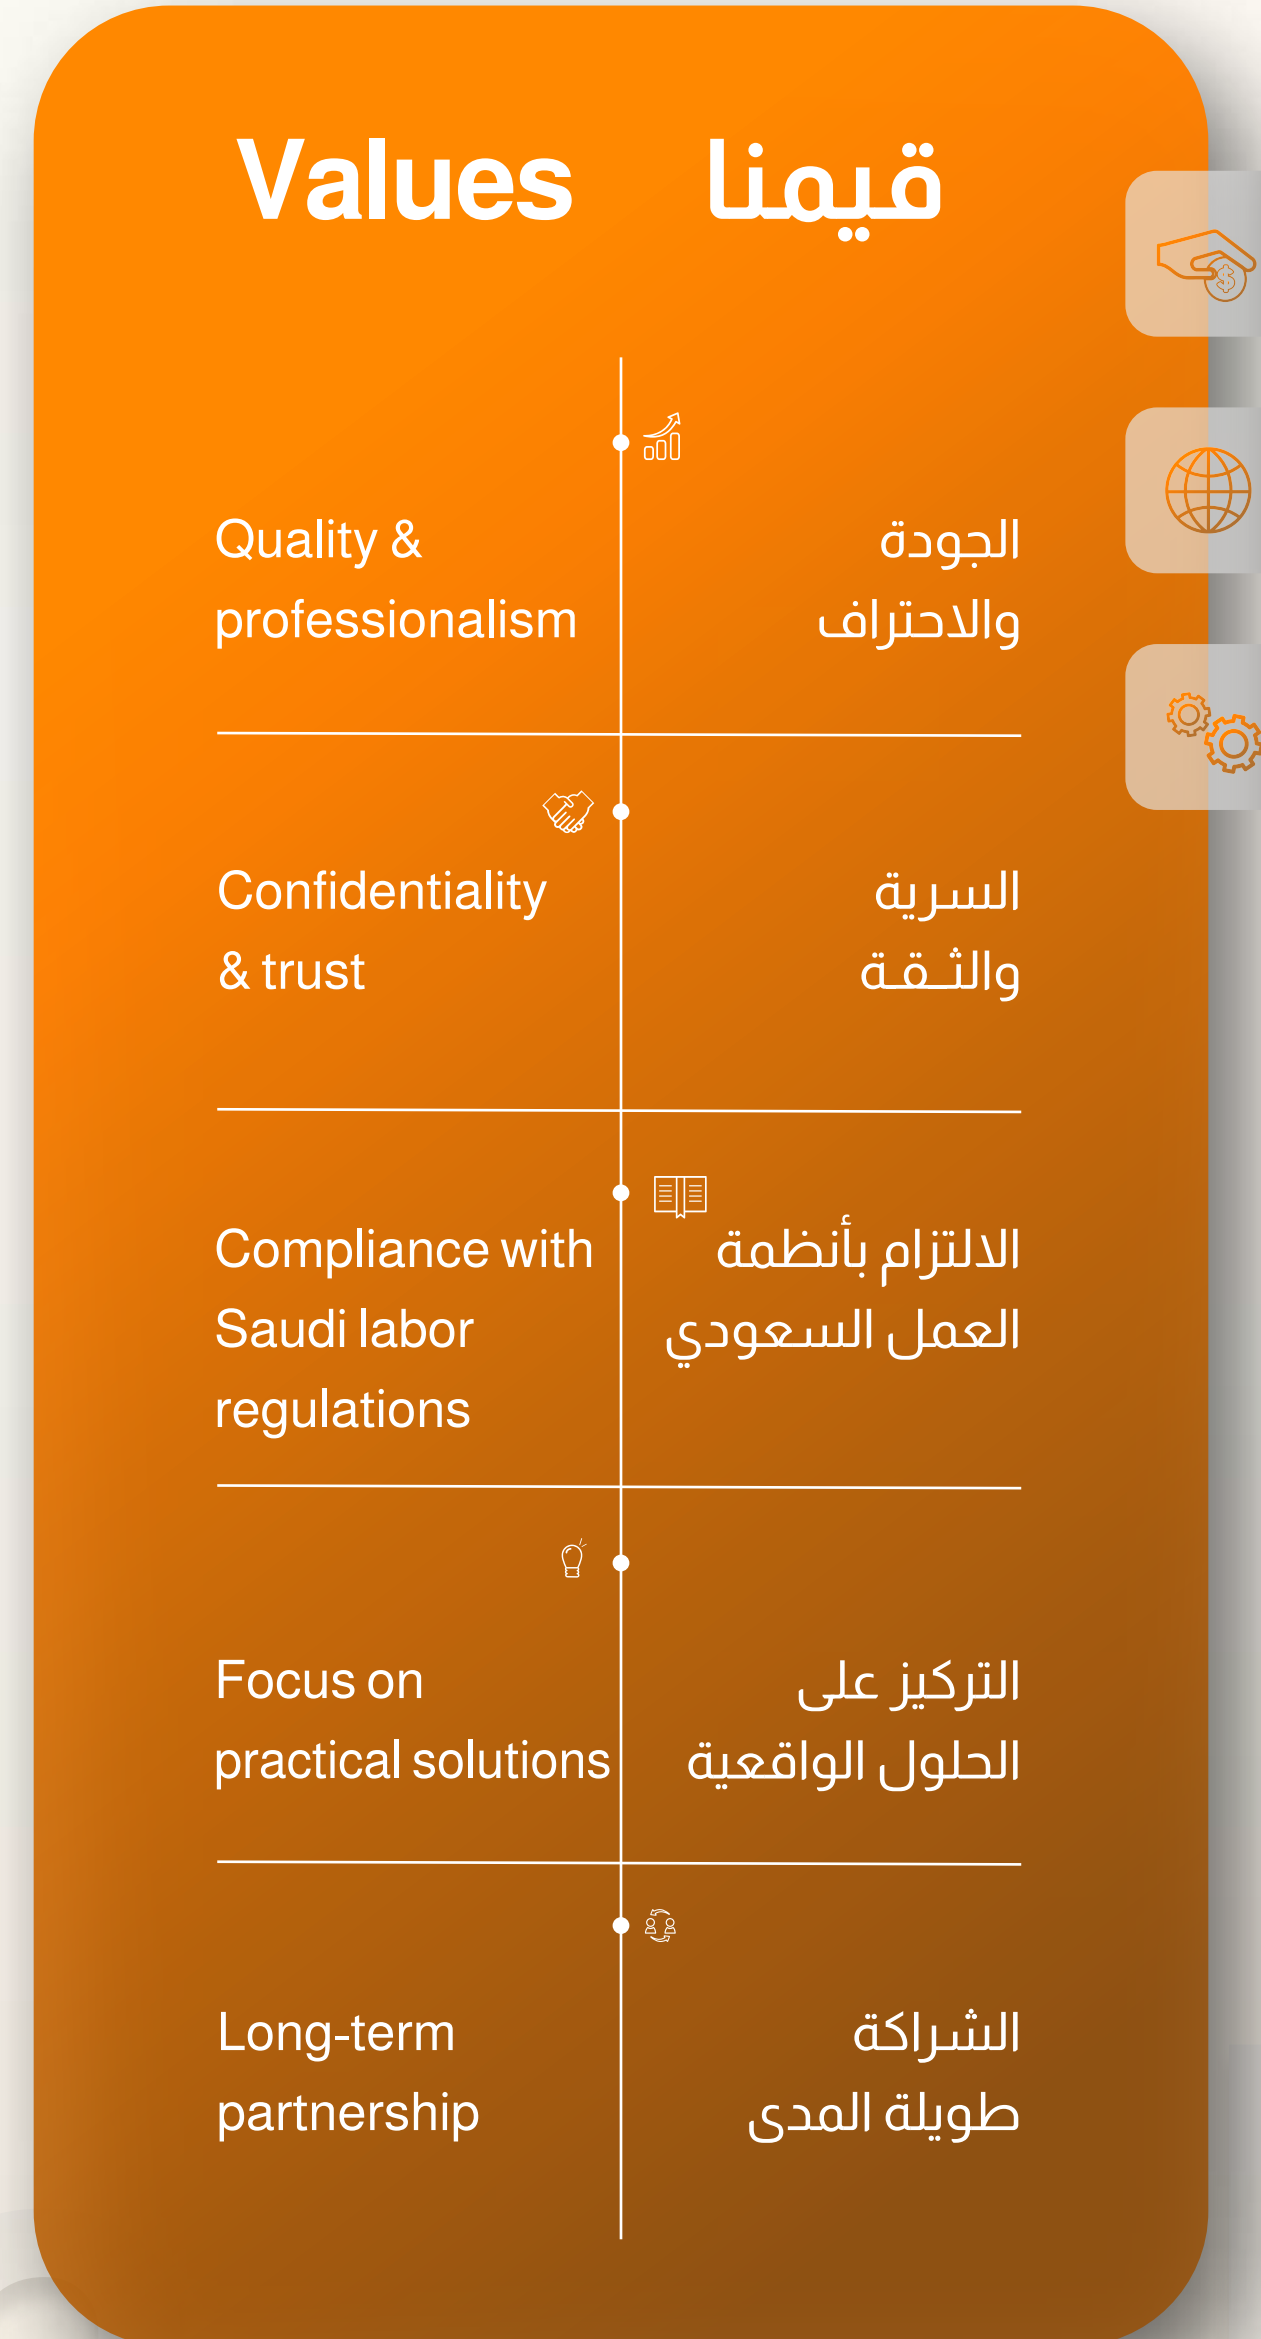 Values
قيمنا
Quality &
professionalism
الجودة
والاحتراف
Confidentiality
& trust
السرية
والثقة
Compliance with
Saudi labor
regulations
الالتزام بأنظمة
العمل السعودي
Focus on
practical solutions
التركيز على
الحلول الواقعية
Long-term
partnership
الشراكة
طويلة المدى